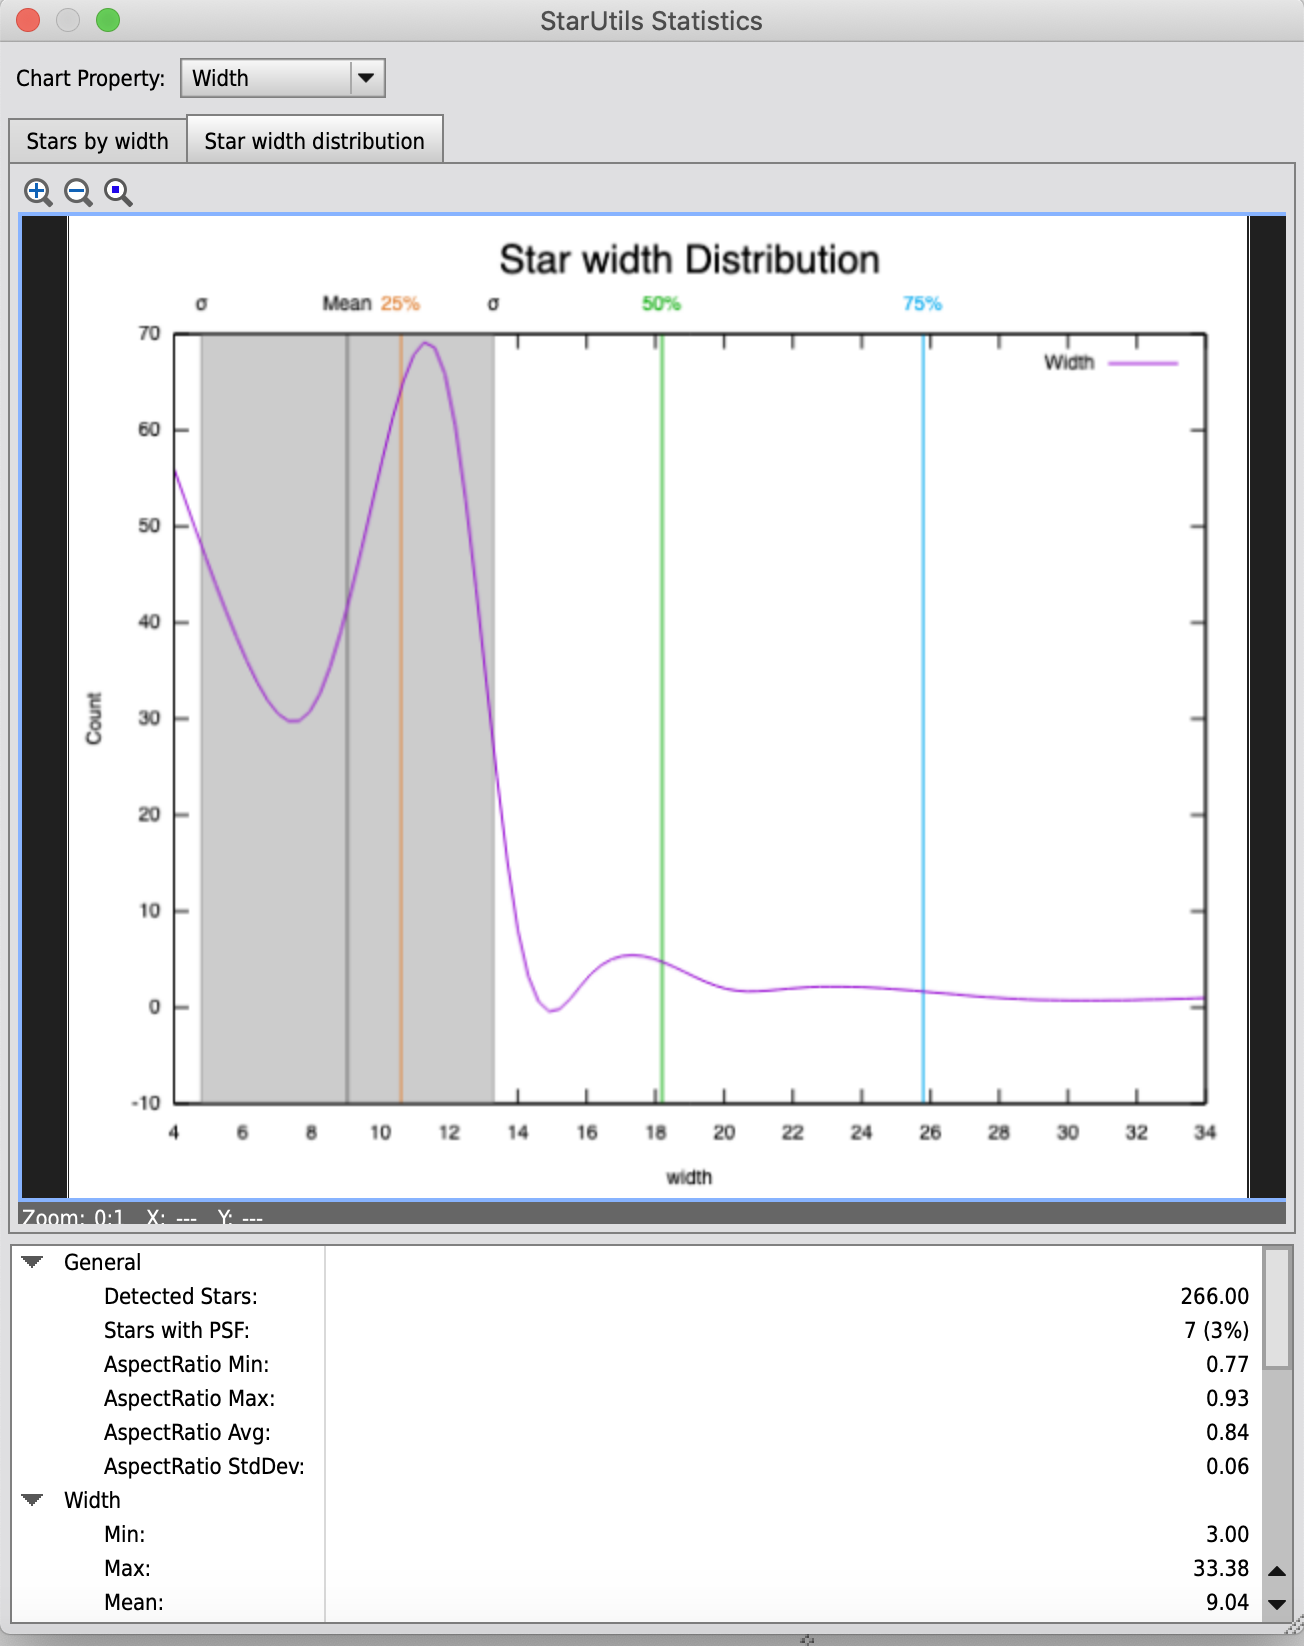 StarUtils Statistics
Chart Property: Width
Stars by width Star width distribution
Star width Distribution
σ Mean 25% σ 50% 75%
Width
70
60
50
40
30
20
10
0
-10
Count
4 6 8 10 12 14 16 18 20 22 24 26 28 30 32 34
width
Zoom: 0:1 X: --- Y: ---
General
Detected Stars: 266.00
Stars with PSF: 7 (3%)
AspectRatio Min: 0.77
AspectRatio Max: 0.93
AspectRatio Avg: 0.84
AspectRatio StdDev: 0.06
Width
Min: 3.00
Max: 33.38
Mean: 9.04